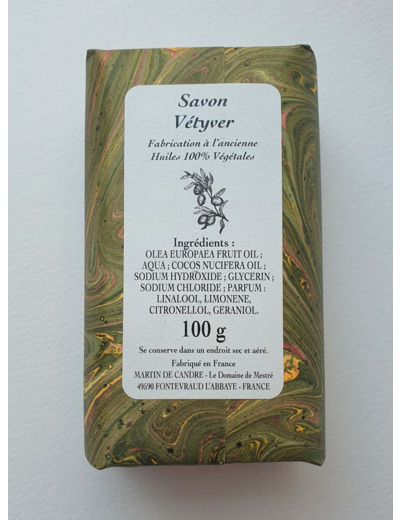 Savon
Vétyver
Fabrication à l'ancienne
Huiles 100% Végétales
Ingrédients :
OLEA EUROPAEA FRUIT OIL ;
AQUA ; COCOS NUCIFERA OIL ;
SODIUM HYDROXIDE ; GLYCERIN ;
SODIUM CHLORIDE ; PARFUM :
LINALOOL, LIMONENE,
CITRONELLOL, GERANIOL.
100 g
Se conserve dans un endroit sec et aéré.
Fabriqué en France
MARTIN DE CANDRE - Le Domaine de Mestré
49590 FONTEVRAUD L'ABBAYE - FRANCE